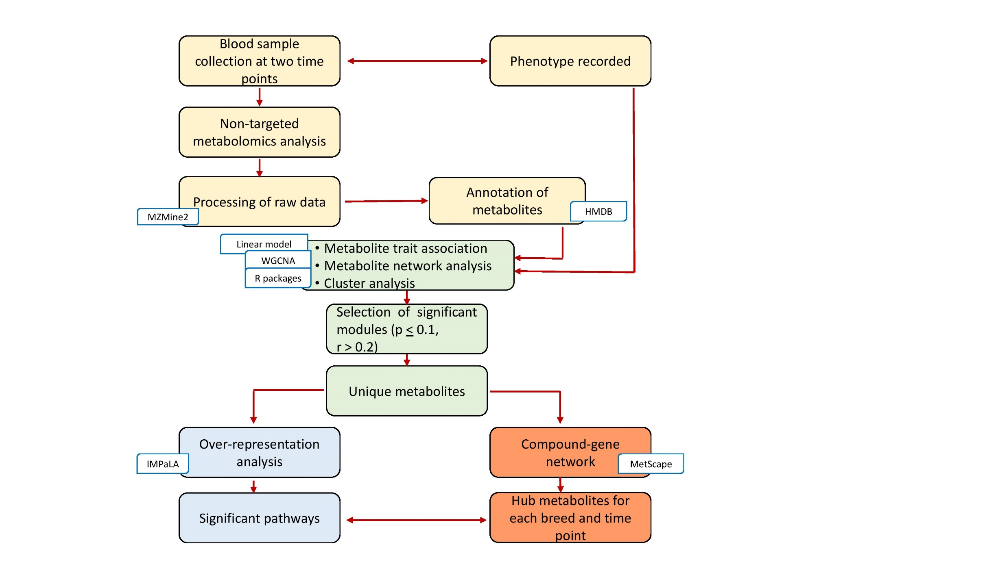 Blood sample
collection at two time
points
Phenotype recorded
Non-targeted
metabolomics analysis
Processing of raw data
MZMine2
Annotation of
metabolites
HMDB
Linear model
WGCNA
R packages
• Metabolite trait association
• Metabolite network analysis
• Cluster analysis
Selection of significant
modules (p ≤ 0.1,
r ≥ 0.2)
Unique metabolites
Over-representation
analysis
IMPaLA
Compound-gene
network
MetScape
Significant pathways
Hub metabolites for
each breed and time
point